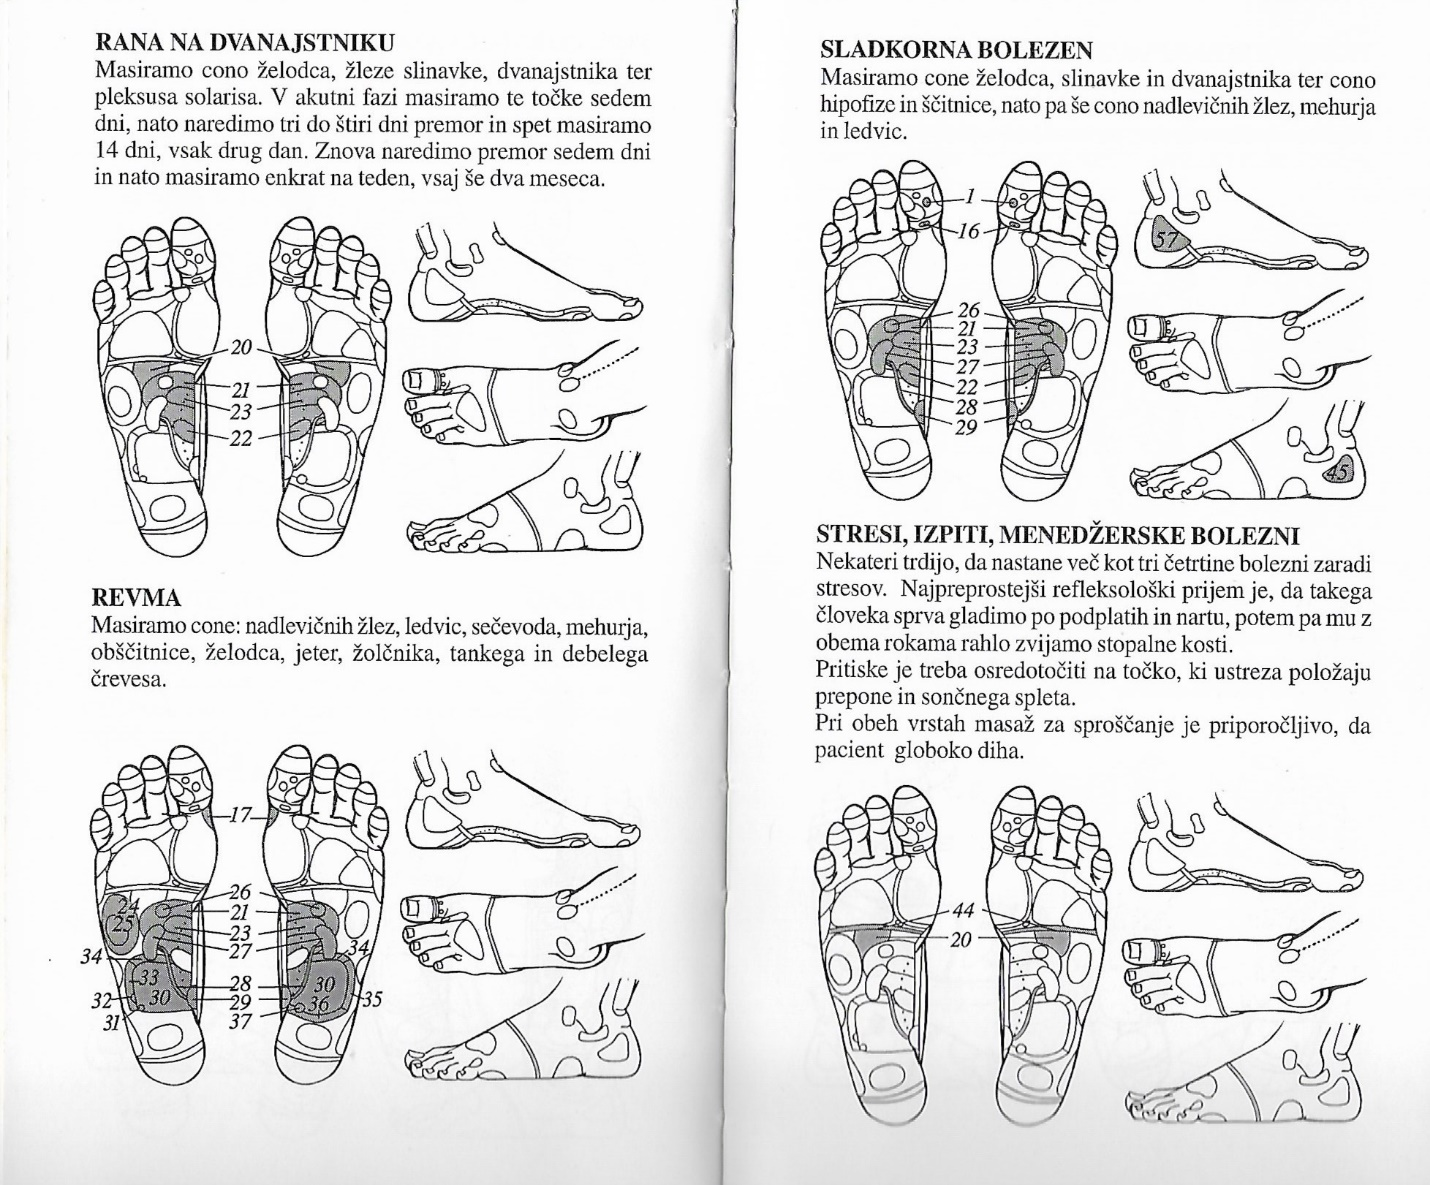 RANA NA DVANAJSTNIKU
Masiramo cono želodca, žleze slinavke, dvanajstnika ter
pleksusa solarisa. V akutni fazi masiramo te točke sedem
dni, nato naredimo tri do štiri dni premor in spet masiramo
14 dni, vsak drug dan. Znova naredimo premor sedem dni
in nato masiramo enkrat na teden, vsaj še dva meseca.
20
21
23
22
REVMA
Masiramo cone: nadlevičnih žlez, ledvic, sečevoda, mehurja,
obščitnice, želodca, jeter, žolčnika, tankega in debelega
črevesa.
17
26
24
21
25
23
27
34
34
33
28
30
30
32
29
36
35
31
37
SLADKORNA BOLEZEN
Masiramo cone želodca, slinavke in dvanajstnika ter cono
hipofize in ščitnice, nato pa še cono nadlevičnih žlez, mehurja
in ledvic.
1
16
57
26
21
23
27
22
28
29
45
STRESI, IZPITI, MENEDŽERSKE BOLEZNI
Nekateri trdijo, da nastane več kot tri četrtine bolezni zaradi
stresov. Najpreprostejši refleksološki prijem je, da takega
človeka sprva gladimo po podplatih in nartu, potem pa mu z
obema rokama rahlo zvijamo stopalne kosti.
Pritiske je treba osredotočiti na točko, ki ustreza položaju
prepone in sončnega spleta.
Pri obeh vrstah masaž za sproščanje je priporočljivo, da
pacient globoko diha.
44
20